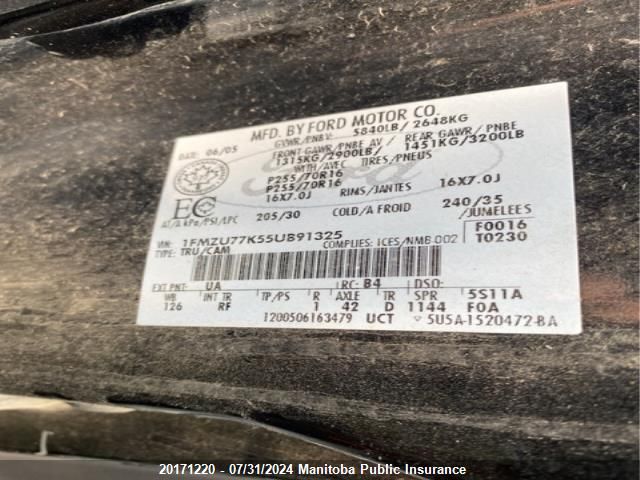 MFD. BY FORD MOTOR CO.
DATE: 06/05 GVWR/PNBV: 5840LB/ 2648KG
FRONT GAWR/PNBE AV / REAR GAWR/PNBE
1315KG/2900LB/ 1451KG/3200LB
WITH/AVEC TIRES/PNEUS
P255/70R16
P255/70R16
16X7.0J RIMS/JANTES 16X7.0J
EC
AT/A kPa/PSI/LPC 205/30 COLD/A FROID 240/35
/JUMELEES
VIN: 1FMZU77K55UB91325 COMPLIES: ICES/NMB-002 F0016
TYPE: TRU/CAM T0230
EXT PNT: UA RC: B4 DSO:
WB INT TR TP/PS R AXLE TR SPR 5S11A
126 RF 1 42 D 1144 F0A
1200506163479 UCT 5U5A-1520472-BA
20171220 - 07/31/2024 Manitoba Public Insurance